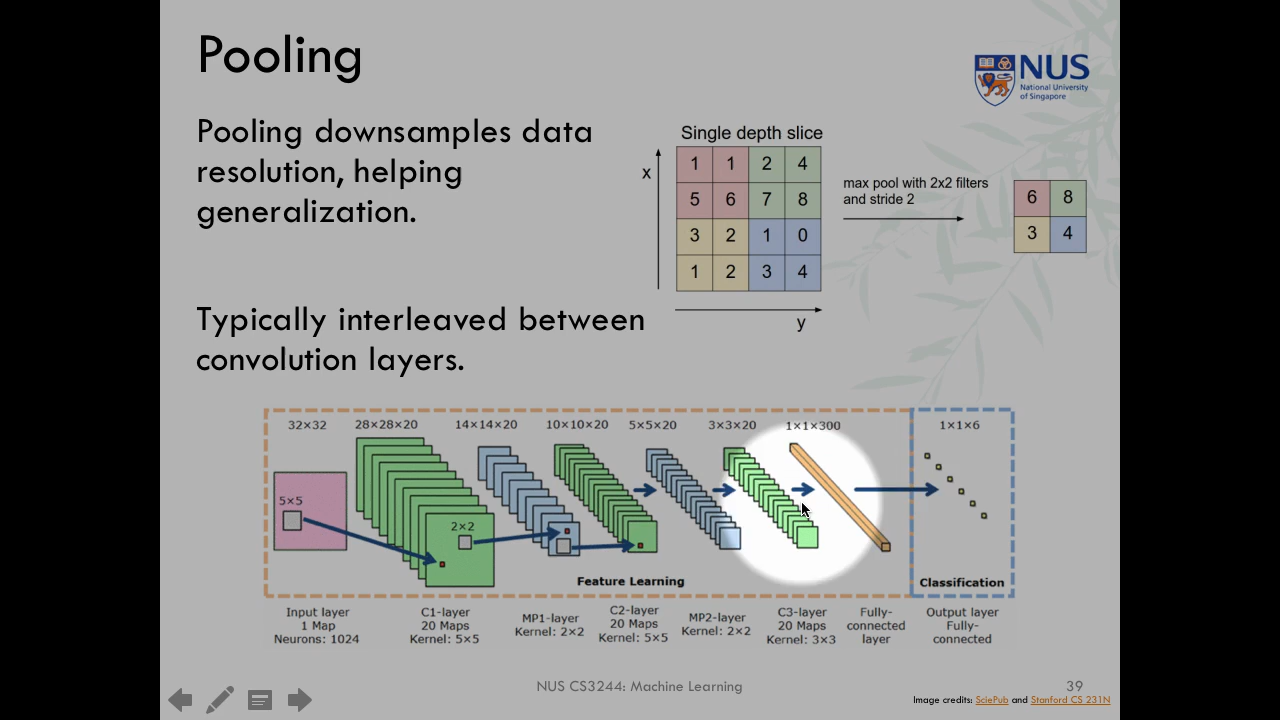 Pooling
NUS
National University
of Singapore
Pooling downsamples data
resolution, helping
generalization.
Single depth slice
x
1 1 2 4
5 6 7 8
3 2 1 0
1 2 3 4
y
max pool with 2x2 filters
and stride 2
6 8
3 4
Typically interleaved between
convolution layers.
32×32 28×28×20 14×14×20 10×10×20 5×5×20 3×3×20 1×1×300 1×1×6
5×5
2×2
Feature Learning
Classification
Input layer
1 Map
Neurons: 1024
C1-layer
20 Maps
Kernel: 5×5
MP1-layer
Kernel: 2×2
C2-layer
20 Maps
Kernel: 5×5
MP2-layer
Kernel: 2×2
C3-layer
20 Maps
Kernel: 3×3
Fully-
connected
layer
Output layer
Fully-
connected
NUS CS3244: Machine Learning
39
Image credits: SciePub and Stanford CS 231N